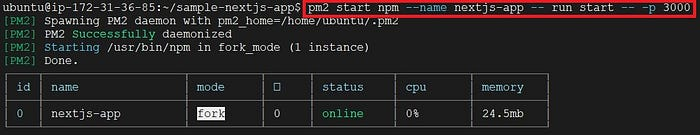 ubuntu@ip-172-31-36-85:~/sample-nextjs-app$ pm2 start npm --name nextjs-app -- run start -- -p 3000
[PM2] Spawning PM2 daemon with pm2_home=/home/ubuntu/.pm2
[PM2] PM2 Successfully daemonized
[PM2] Starting /usr/bin/npm in fork_mode (1 instance)
[PM2] Done.
id name mode □ status cpu memory
0 nextjs-app fork 0 online 0% 24.5mb